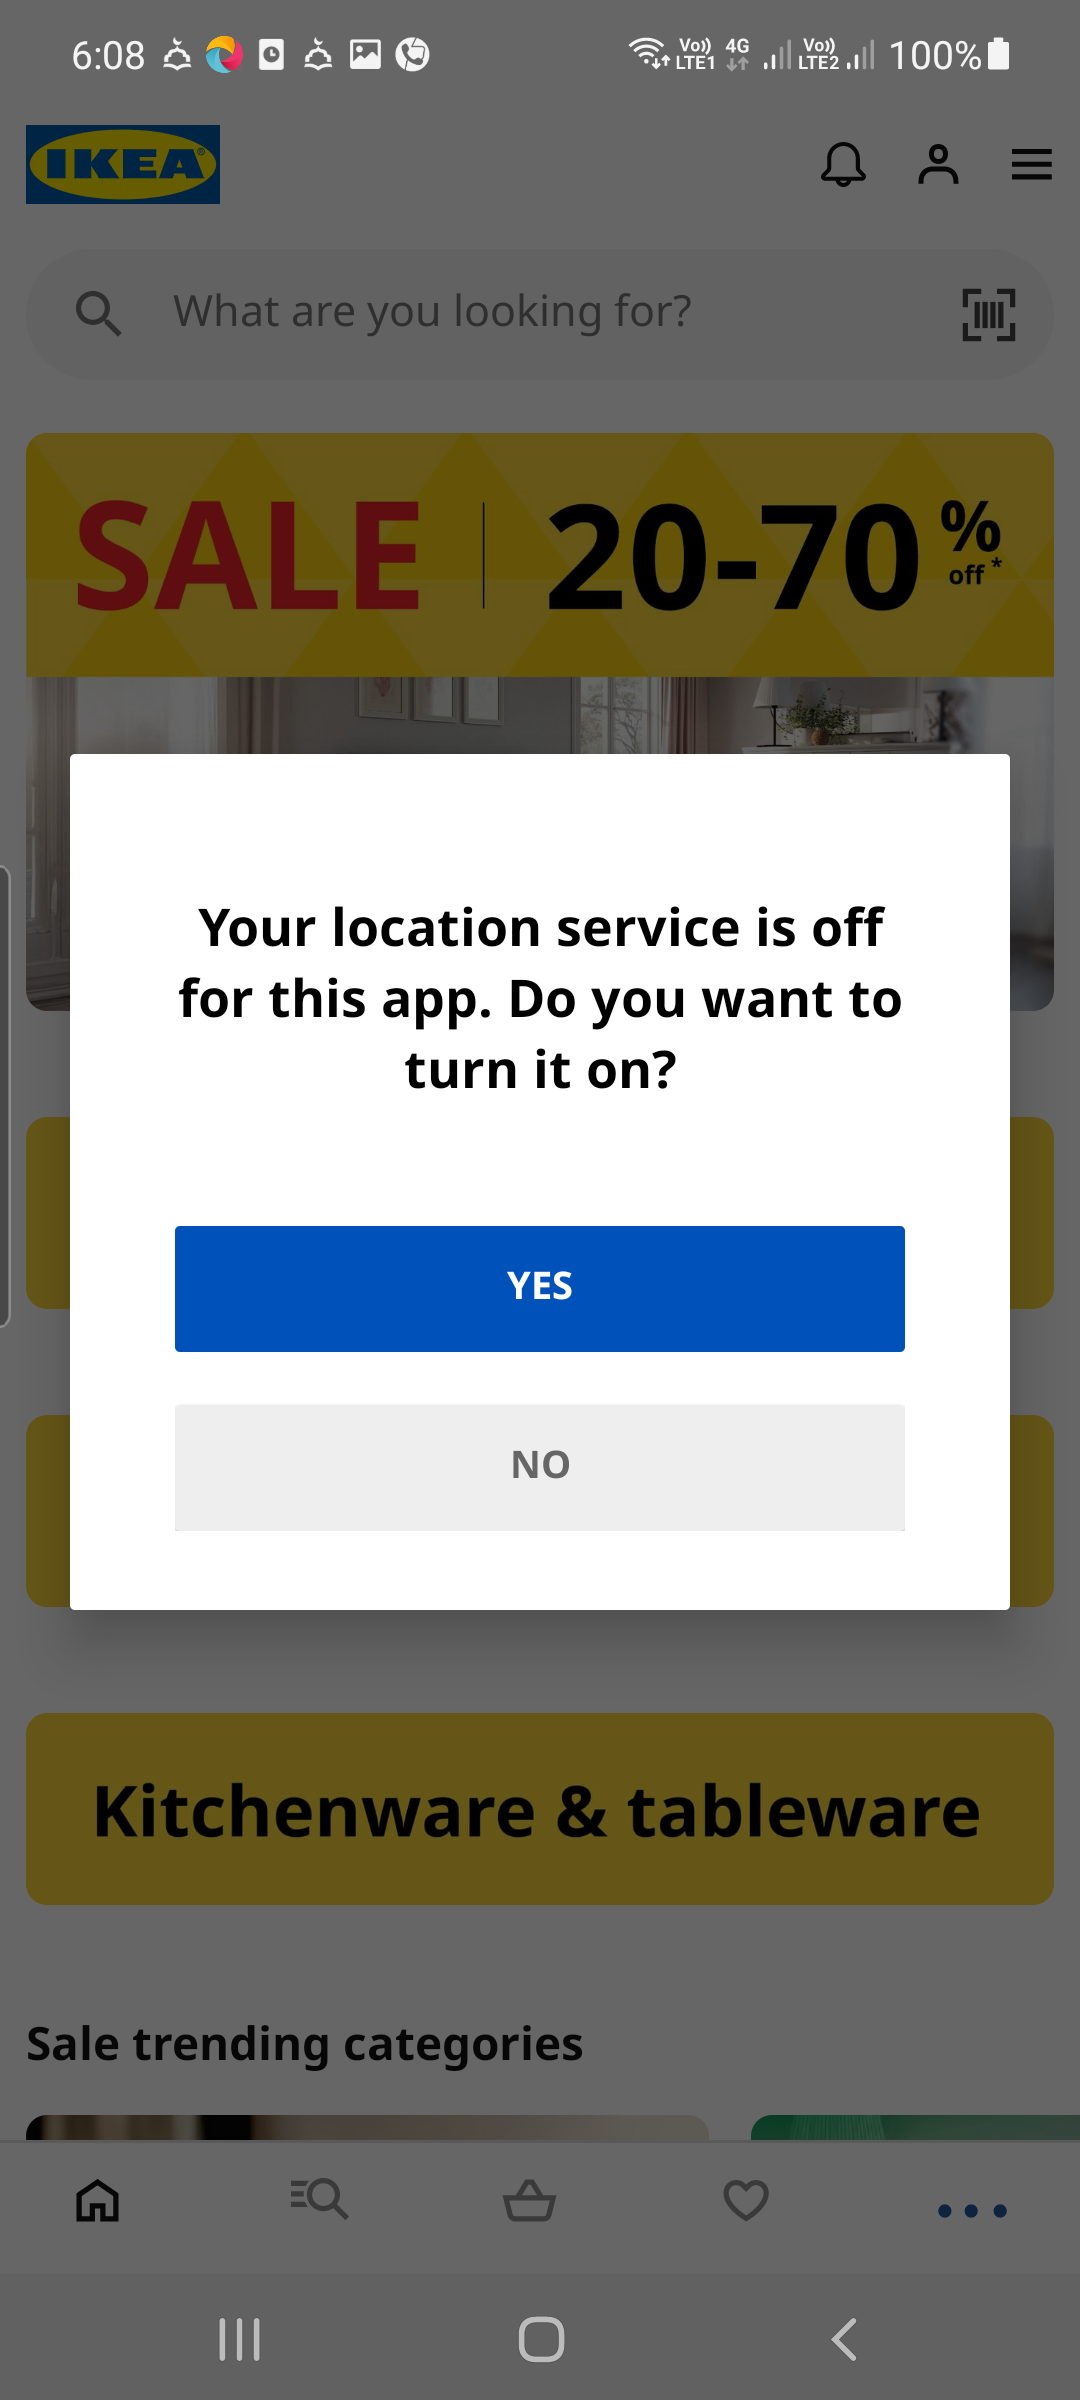 6:08
Vo)) LTE1 4G Vo)) LTE2 100%
IKEA
What are you looking for?
SALE 20-70 % off *
Your location service is off
for this app. Do you want to
turn it on?
YES
NO
Kitchenware & tableware
Sale trending categories